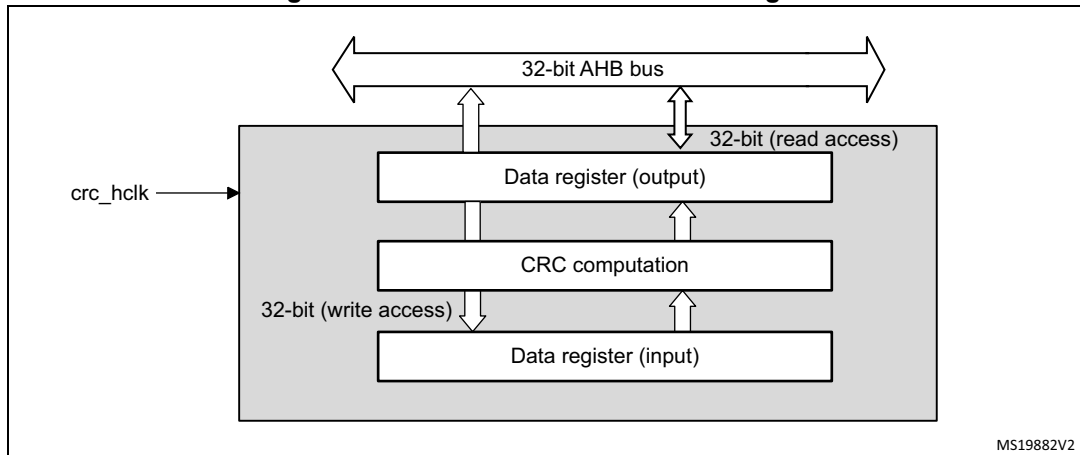 32-bit AHB bus
32-bit (read access)
Data register (output)
crc_hclk
CRC computation
32-bit (write access)
Data register (input)
MS19882V2